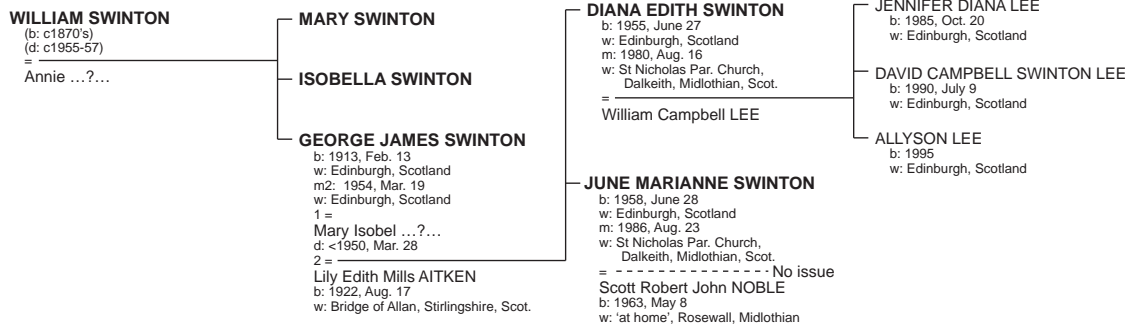 WILLIAM SWINTON
(b: c1870's)
(d: c1955-57)
=
Annie …?…
MARY SWINTON
ISOBELLA SWINTON
GEORGE JAMES SWINTON
b: 1913, Feb. 13
w: Edinburgh, Scotland
m2: 1954, Mar. 19
w: Edinburgh, Scotland
1 =
Mary Isobel …?…
d: <1950, Mar. 28
2 =
Lily Edith Mills AITKEN
b: 1922, Aug. 17
w: Bridge of Allan, Stirlingshire, Scot.
DIANA EDITH SWINTON
b: 1955, June 27
w: Edinburgh, Scotland
m: 1980, Aug. 16
w: St Nicholas Par. Church,
Dalkeith, Midlothian, Scot.
=
William Campbell LEE
JUNE MARIANNE SWINTON
b: 1958, June 28
w: Edinburgh, Scotland
m: 1986, Aug. 23
w: St Nicholas Par. Church,
Dalkeith, Midlothian, Scot.
= - - - - - - - - - - - - - - - No issue
Scott Robert John NOBLE
b: 1963, May 8
w: 'at home', Rosewall, Midlothian
JENNIFER DIANA LEE
b: 1985, Oct. 20
w: Edinburgh, Scotland
DAVID CAMPBELL SWINTON LEE
b: 1990, July 9
w: Edinburgh, Scotland
ALLYSON LEE
b: 1995
w: Edinburgh, Scotland